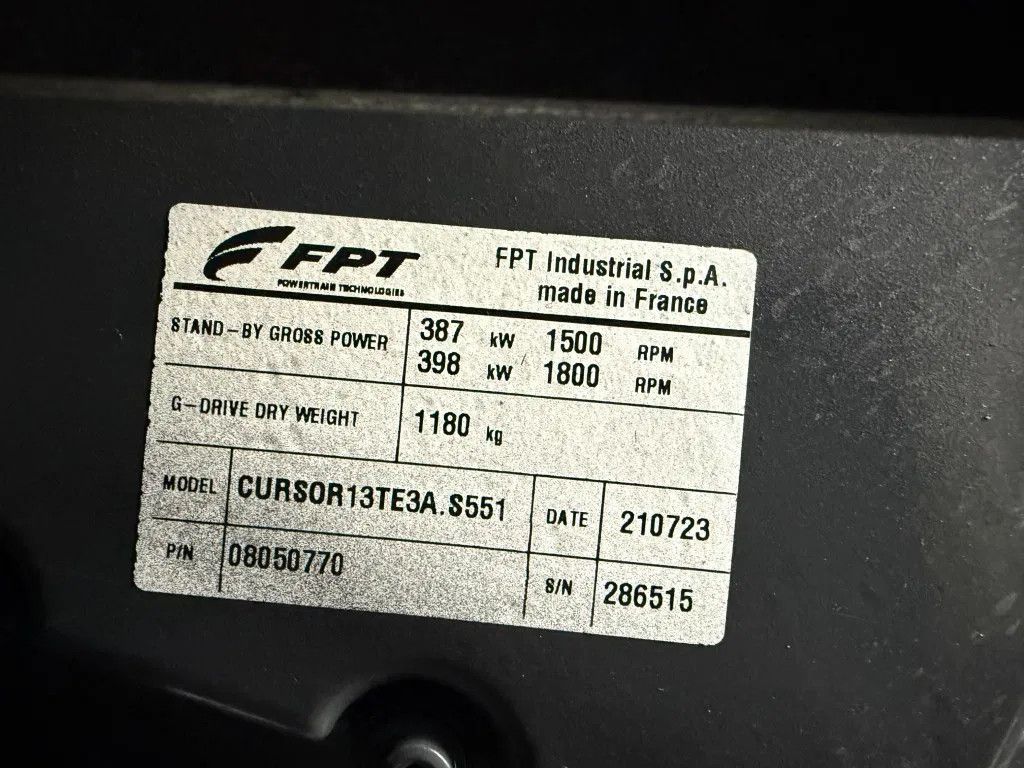 FPT
POWERTRAIN TECHNOLOGIES
FPT Industrial S.p.A.
made in France
STAND-BY GROSS POWER
387 kW 1500 RPM
398 kW 1800 RPM
G-DRIVE DRY WEIGHT 1180 kg
MODEL CURSOR13TE3A.S551 DATE 210723
P/N 08050770 S/N 286515